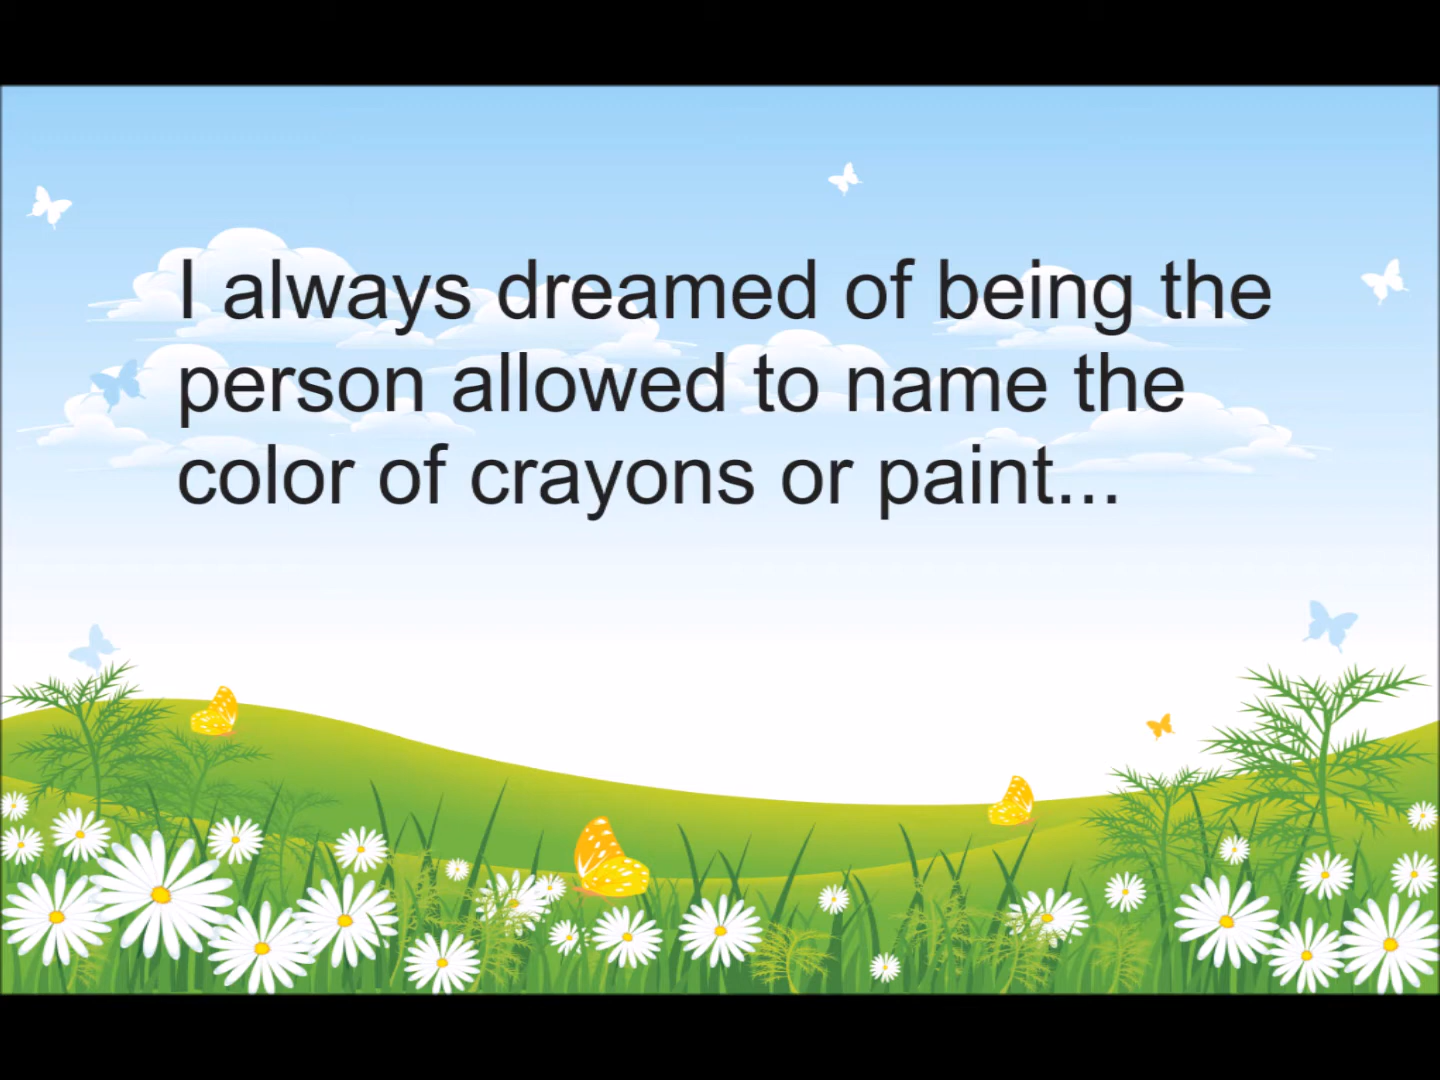 I always dreamed of being the
person allowed to name the
color of crayons or paint...